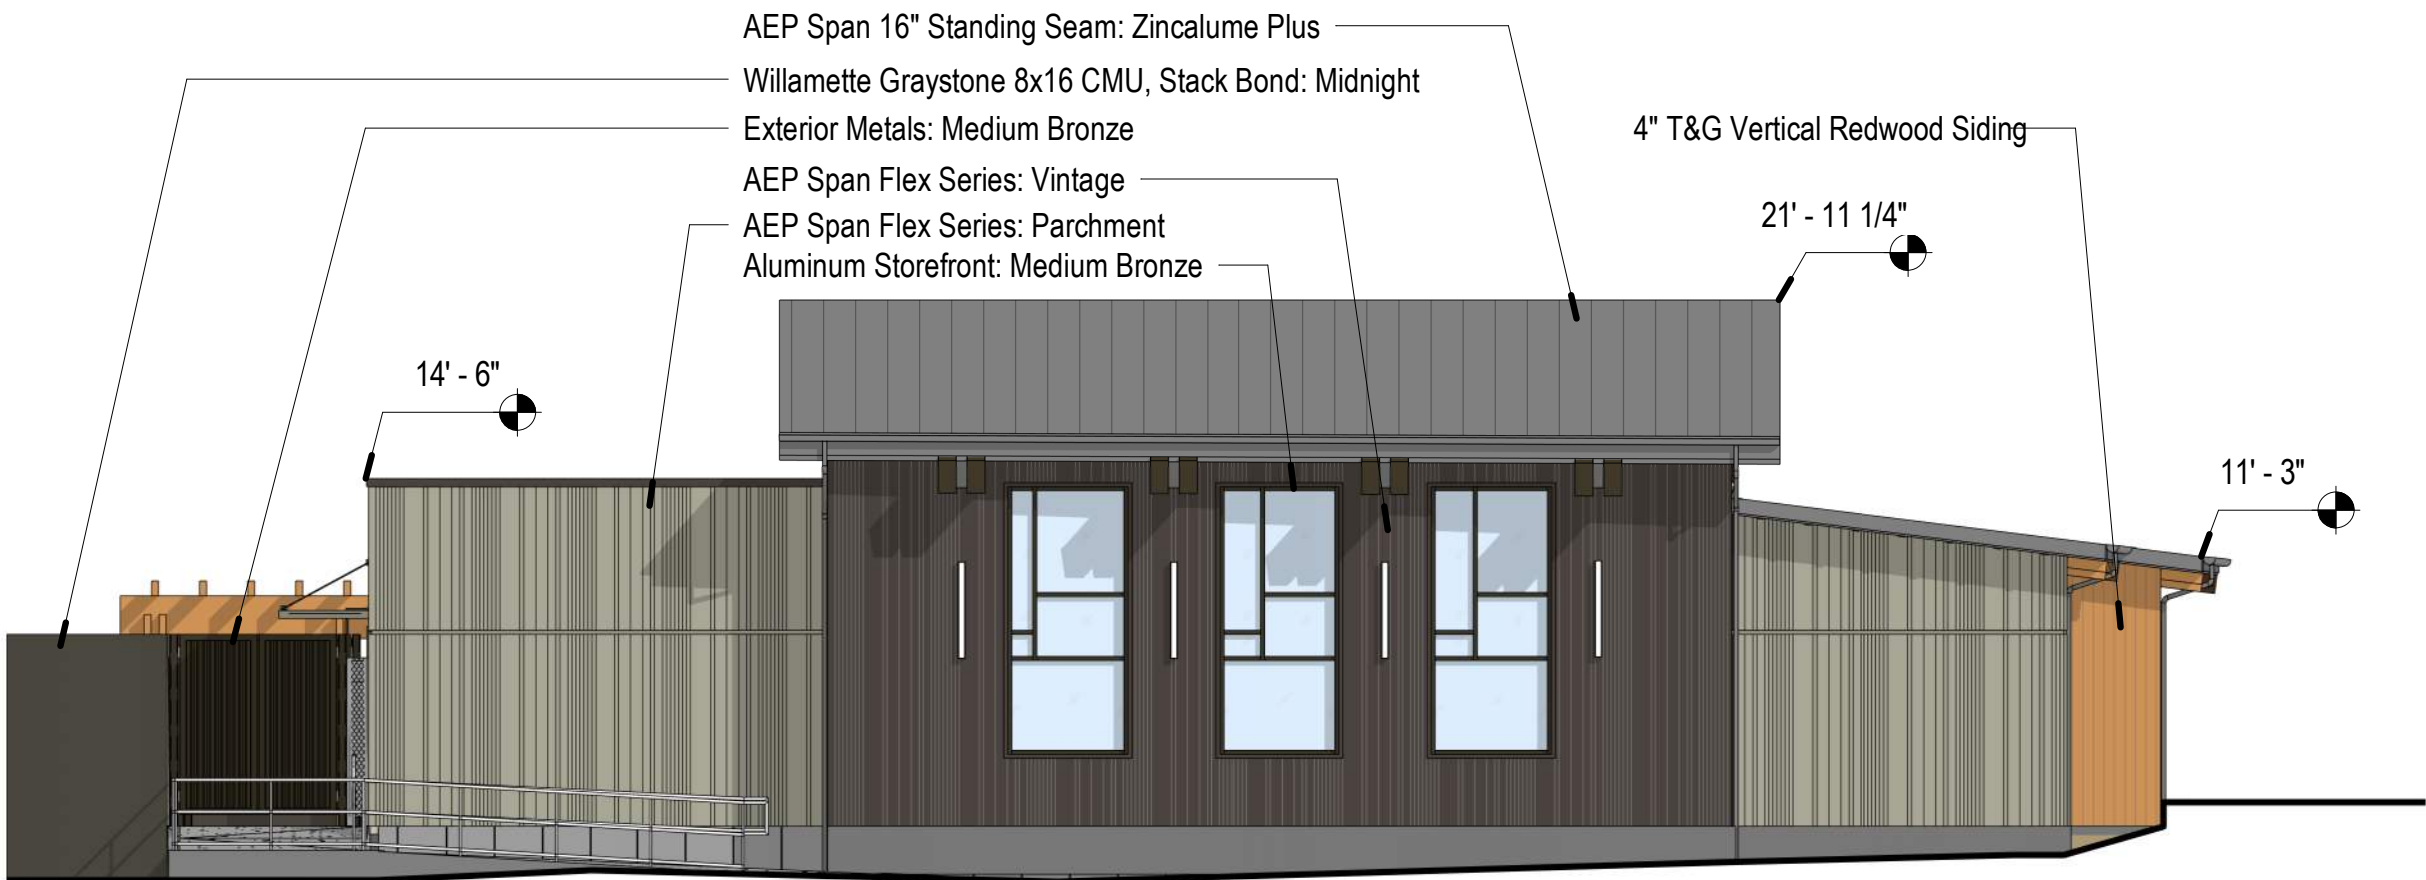 AEP Span 16" Standing Seam: Zincalume Plus
Willamette Graystone 8x16 CMU, Stack Bond: Midnight
Exterior Metals: Medium Bronze
4" T&G Vertical Redwood Siding
AEP Span Flex Series: Vintage
AEP Span Flex Series: Parchment
21' - 11 1/4"
Aluminum Storefront: Medium Bronze
14' - 6"
11' - 3"